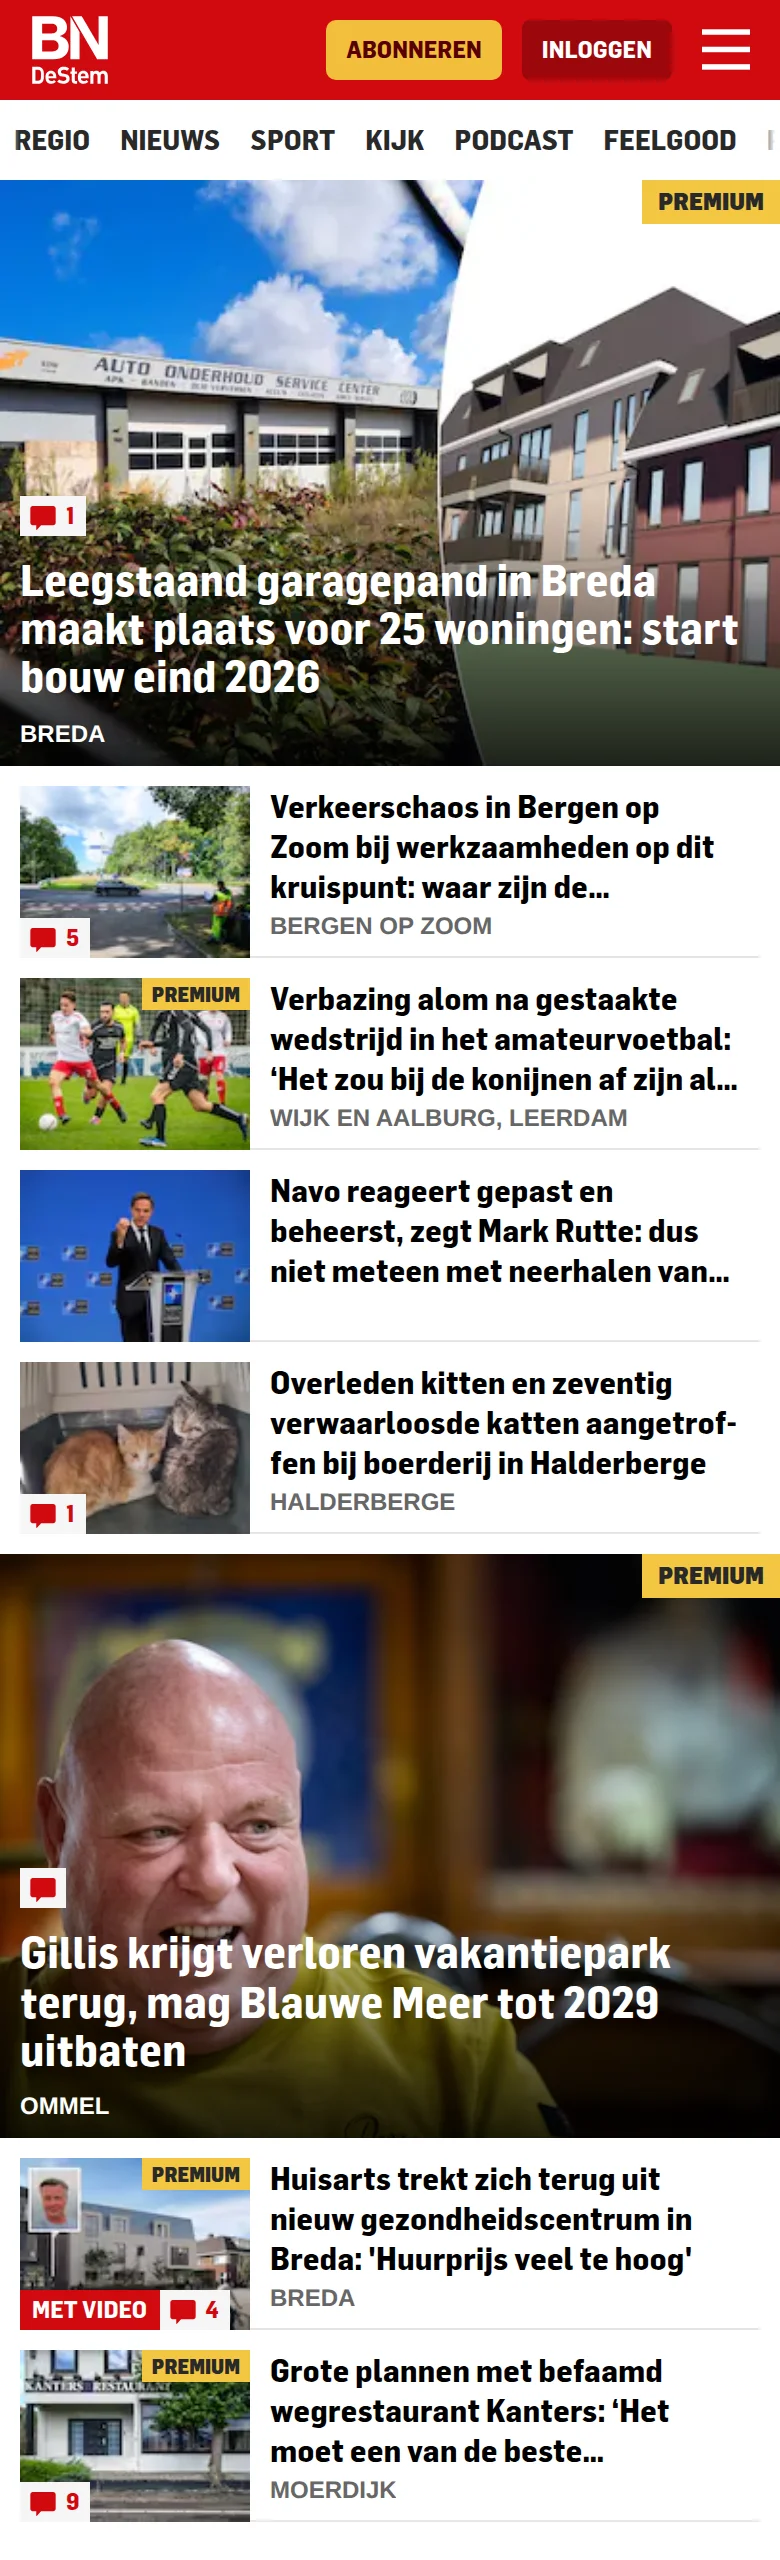 BN
DeStem
ABONNEREN
INLOGGEN
REGIO NIEUWS SPORT KIJK PODCAST FEELGOOD
PREMIUM
AUTO ONDERHOUD SERVICE CENTER
1
Leegstaand garagepand in Breda
maakt plaats voor 25 woningen: start
bouw eind 2026
BREDA
Verkeerschaos in Bergen op
Zoom bij werkzaamheden op dit
kruispunt: waar zijn de...
5
BERGEN OP ZOOM
PREMIUM
Verbazing alom na gestaakte
wedstrijd in het amateurvoetbal:
‘Het zou bij de konijnen af zijn al...
WIJK EN AALBURG, LEERDAM
Navo reageert gepast en
beheerst, zegt Mark Rutte: dus
niet meteen met neerhalen van...
Overleden kitten en zeventig
verwaarloosde katten aangetrof-
fen bij boerderij in Halderberge
1
HALDERBERGE
PREMIUM
Gillis krijgt verloren vakantiepark
terug, mag Blauwe Meer tot 2029
uitbaten
OMMEL
PREMIUM
Huisarts trekt zich terug uit
nieuw gezondheidscentrum in
Breda: 'Huurprijs veel te hoog'
MET VIDEO
4
BREDA
PREMIUM
KANTERS RESTAURANT
Grote plannen met befaamd
wegrestaurant Kanters: ‘Het
moet een van de beste...
9
MOERDIJK